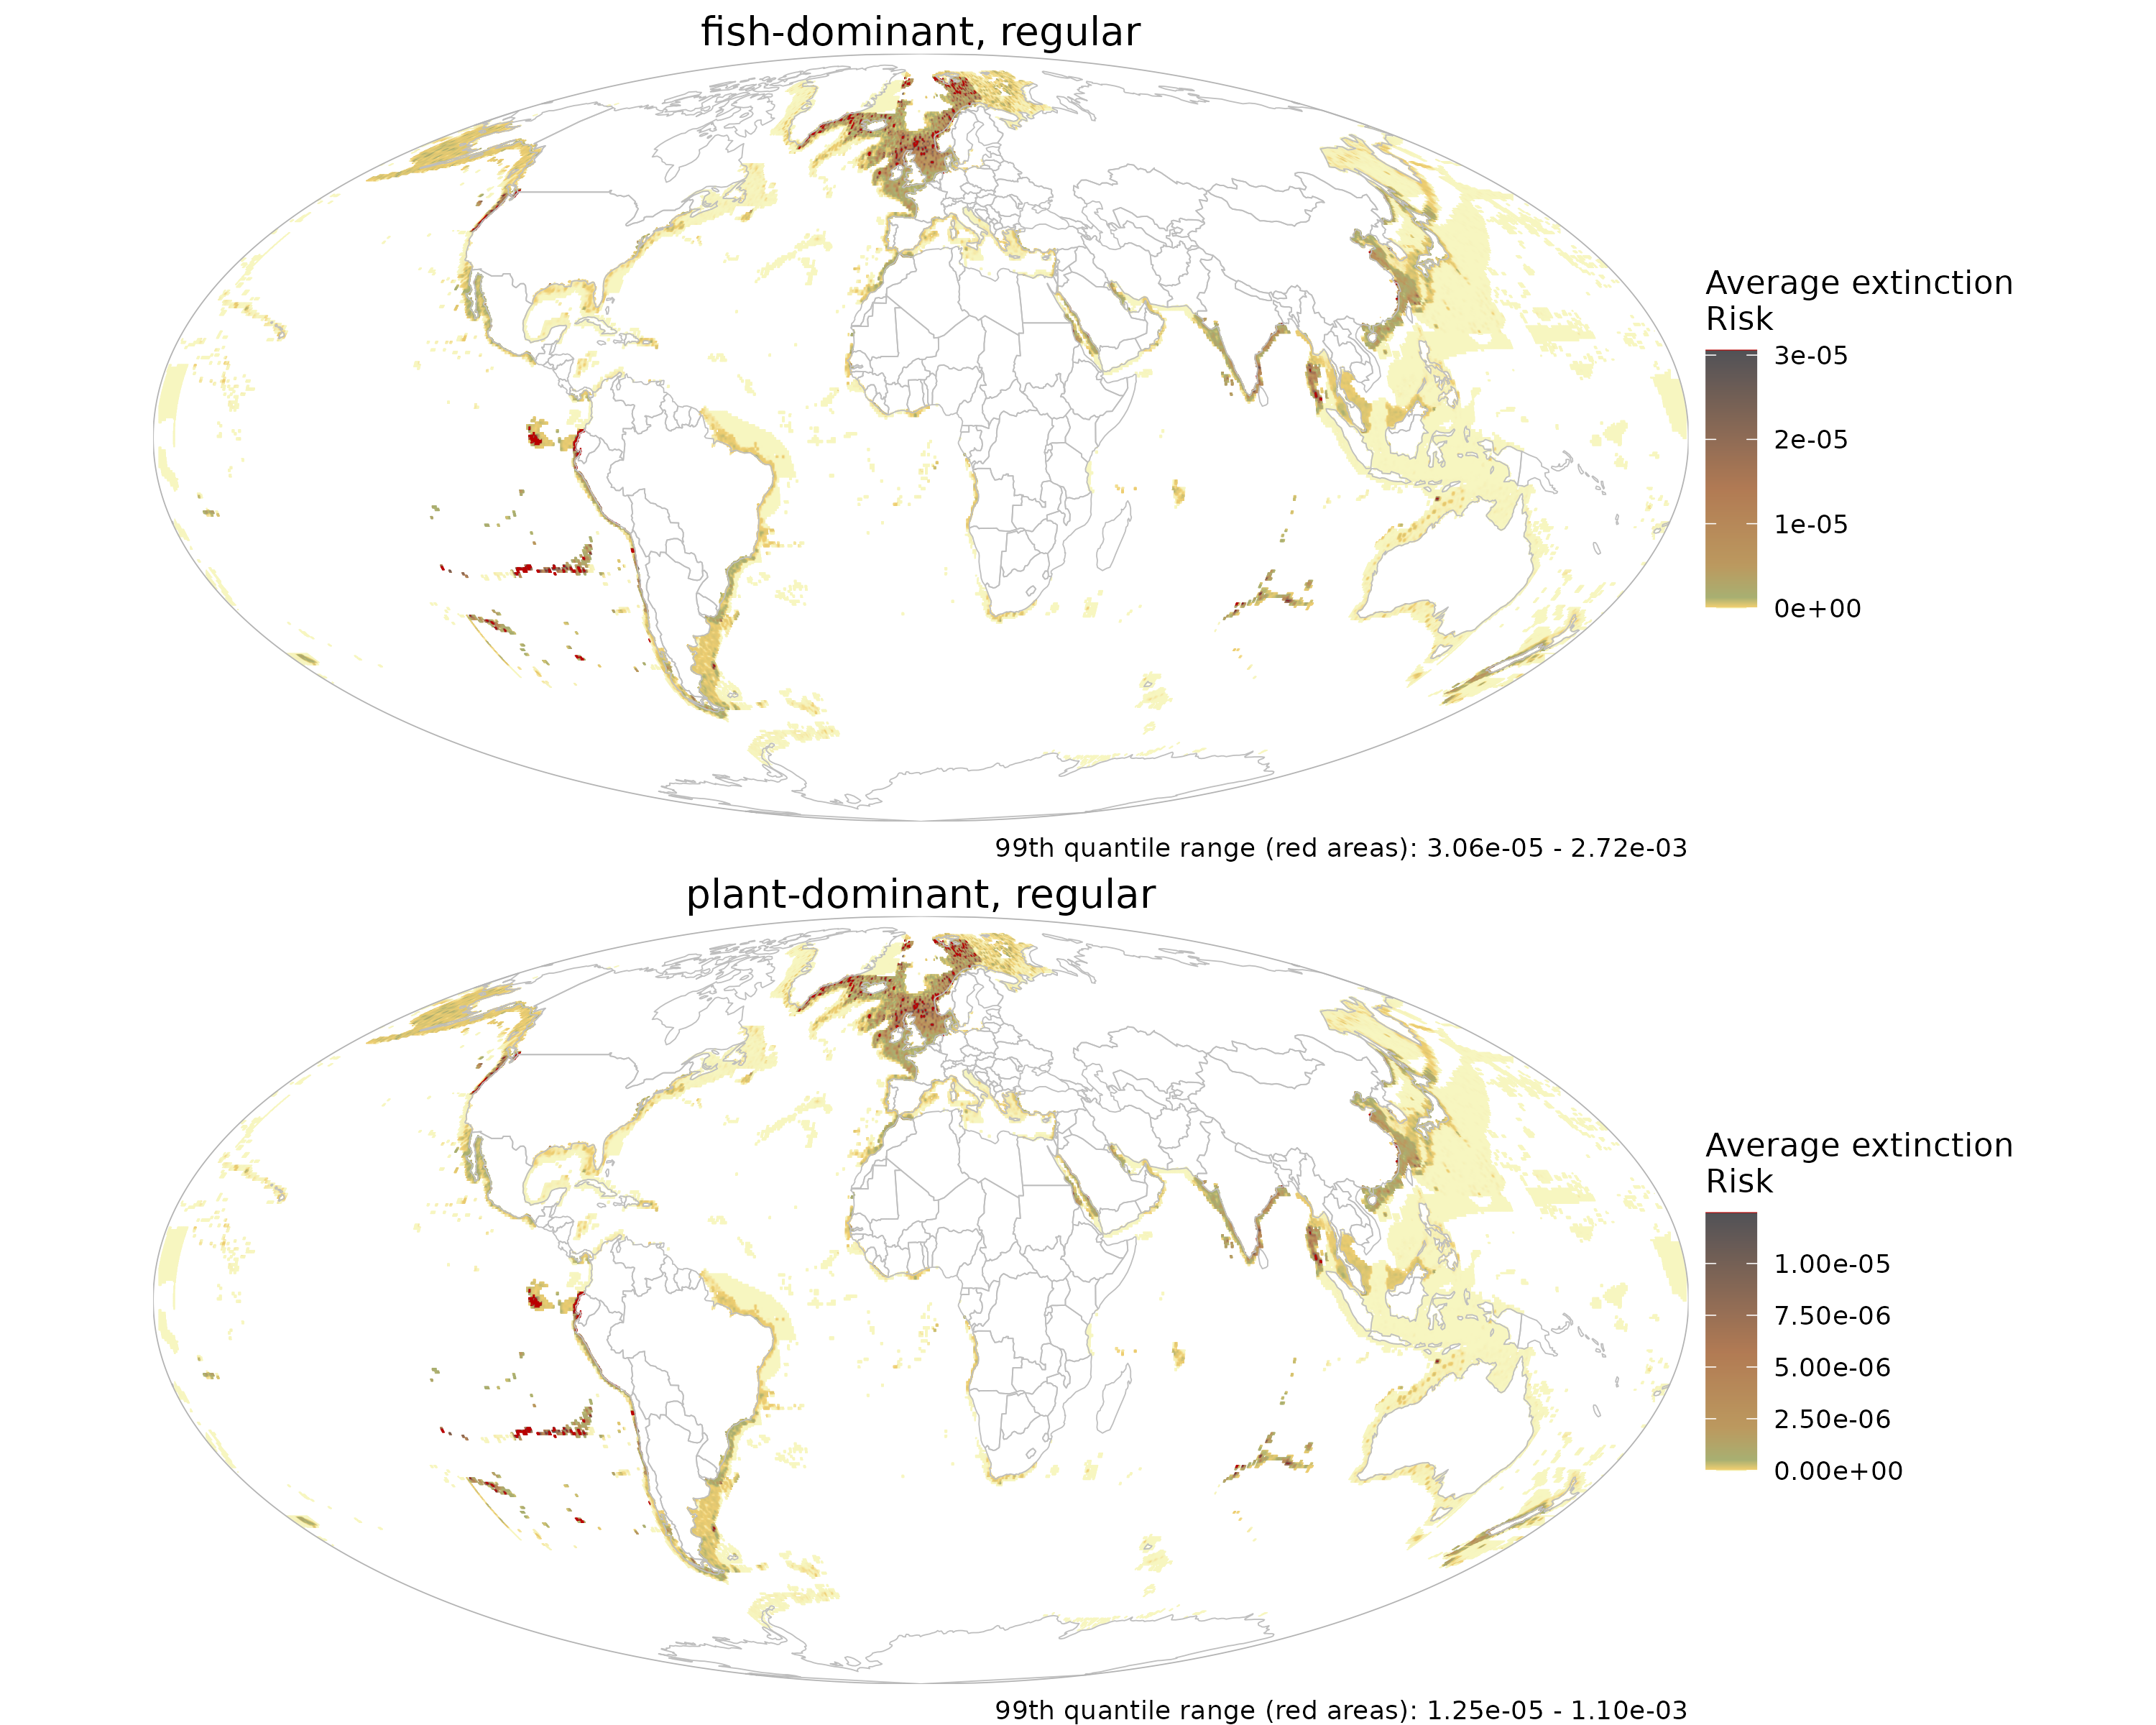 fish-dominant, regular
Average extinction
Risk
3e-05
2e-05
1e-05
0e+00
99th quantile range (red areas): 3.06e-05 - 2.72e-03
plant-dominant, regular
Average extinction
Risk
1.00e-05
7.50e-06
5.00e-06
2.50e-06
0.00e+00
99th quantile range (red areas): 1.25e-05 - 1.10e-03